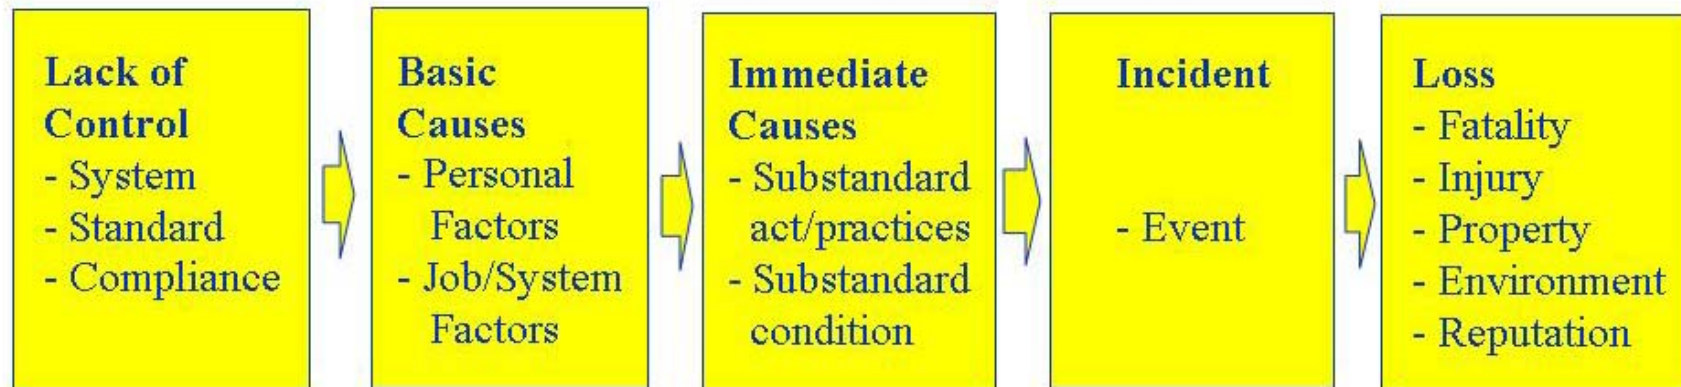 Lack of
Control
- System
- Standard
- Compliance
Basic
Causes
- Personal
Factors
- Job/System
Factors
Immediate
Causes
- Substandard
act/practices
- Substandard
condition
Incident
- Event
Loss
- Fatality
- Injury
- Property
- Environment
- Reputation